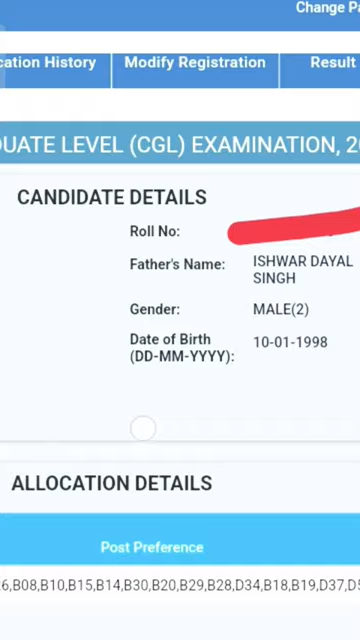 Change Pa
cation History
Modify Registration
Result
DUATE LEVEL (CGL) EXAMINATION, 20
CANDIDATE DETAILS
Roll No:
Father's Name: ISHWAR DAYAL
SINGH
Gender: MALE(2)
Date of Birth
(DD-MM-YYYY): 10-01-1998
ALLOCATION DETAILS
Post Preference
26,B08,B10,B15,B14,B30,B20,B29,B28,D34,B18,B19,D37,D5